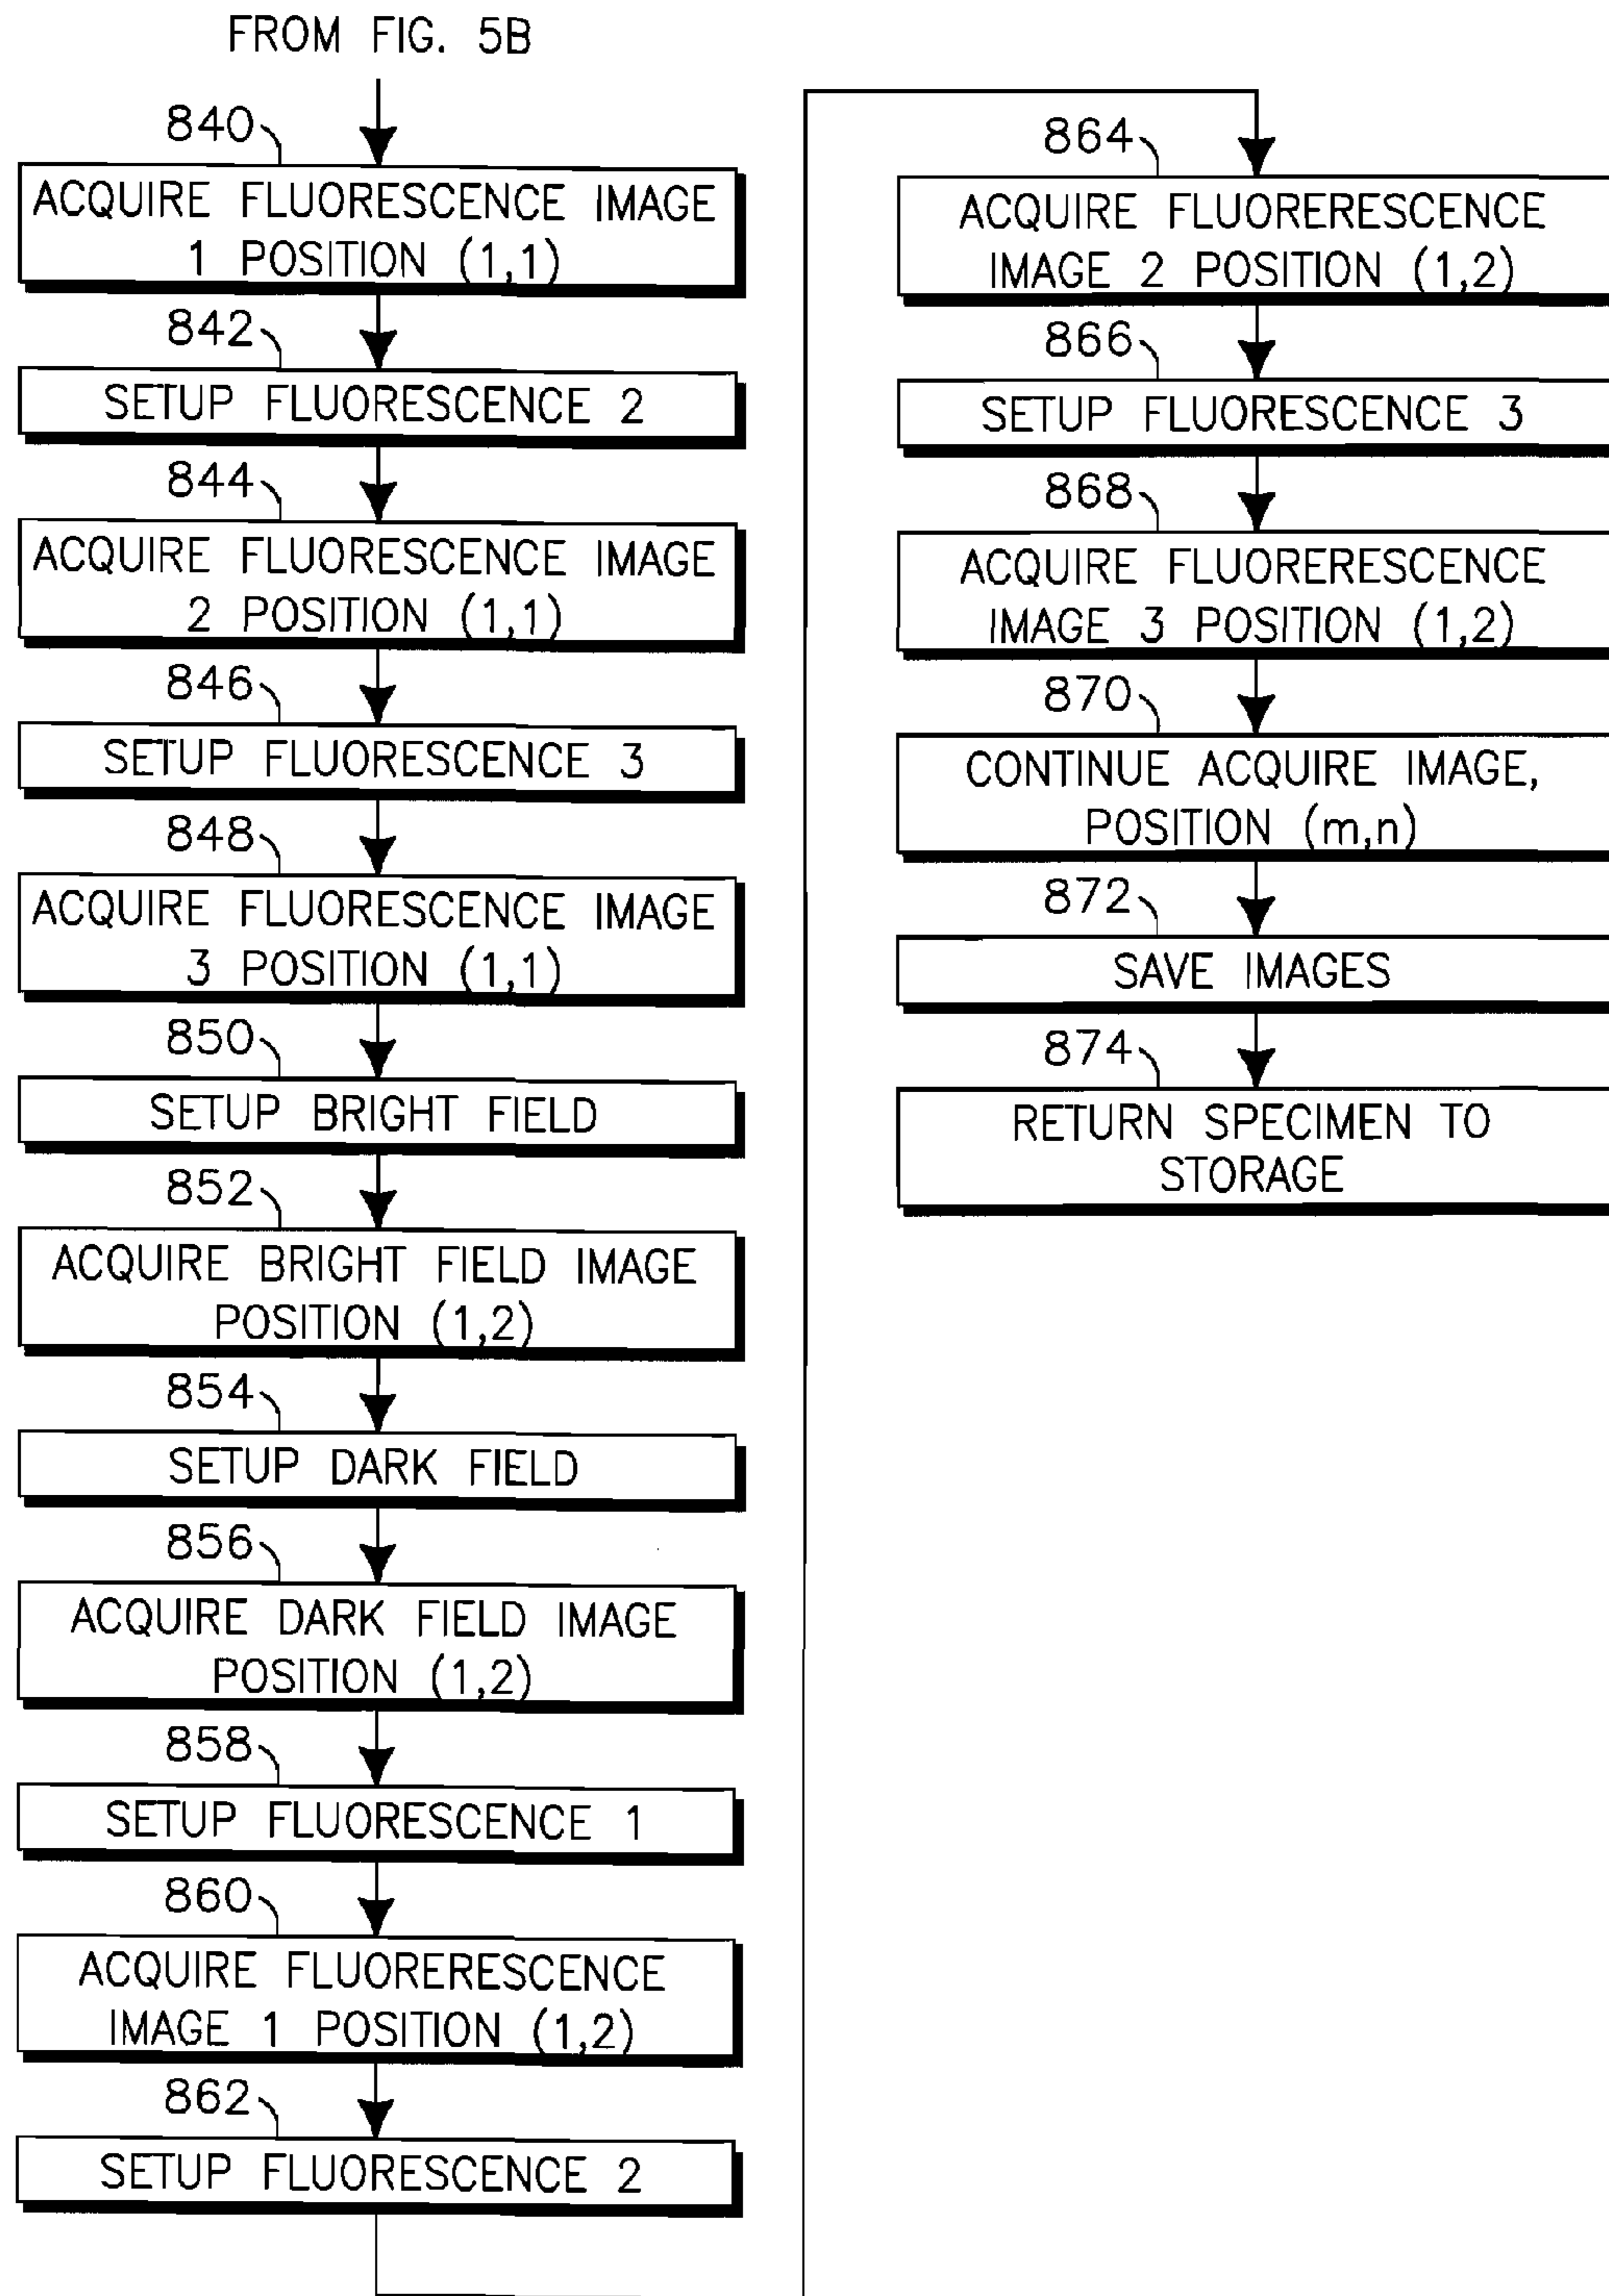 FROM FIG. 5B
840
ACQUIRE FLUORESCENCE IMAGE
1 POSITION (1,1)
842
SETUP FLUORESCENCE 2
844
ACQUIRE FLUORESCENCE IMAGE
2 POSITION (1,1)
846
SETUP FLUORESCENCE 3
848
ACQUIRE FLUORESCENCE IMAGE
3 POSITION (1,1)
850
SETUP BRIGHT FIELD
852
ACQUIRE BRIGHT FIELD IMAGE
POSITION (1,2)
854
SETUP DARK FIELD
856
ACQUIRE DARK FIELD IMAGE
POSITION (1,2)
858
SETUP FLUORESCENCE 1
860
ACQUIRE FLUORERESCENCE
IMAGE 1 POSITION (1,2)
862
SETUP FLUORESCENCE 2
864
ACQUIRE FLUORERESCENCE
IMAGE 2 POSITION (1,2)
866
SETUP FLUORESCENCE 3
868
ACQUIRE FLUORERESCENCE
IMAGE 3 POSITION (1,2)
870
CONTINUE ACQUIRE IMAGE,
POSITION (m,n)
872
SAVE IMAGES
874
RETURN SPECIMEN TO
STORAGE